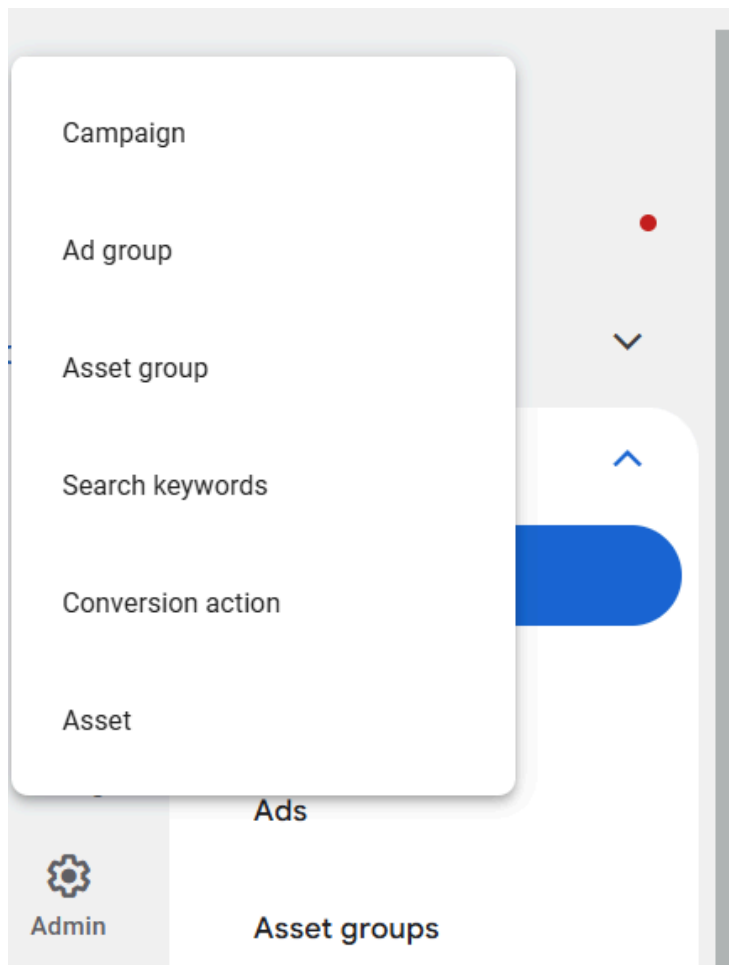 Campaign
Ad group
Asset group
Search keywords
Conversion action
Asset
Ads
Admin
Asset groups